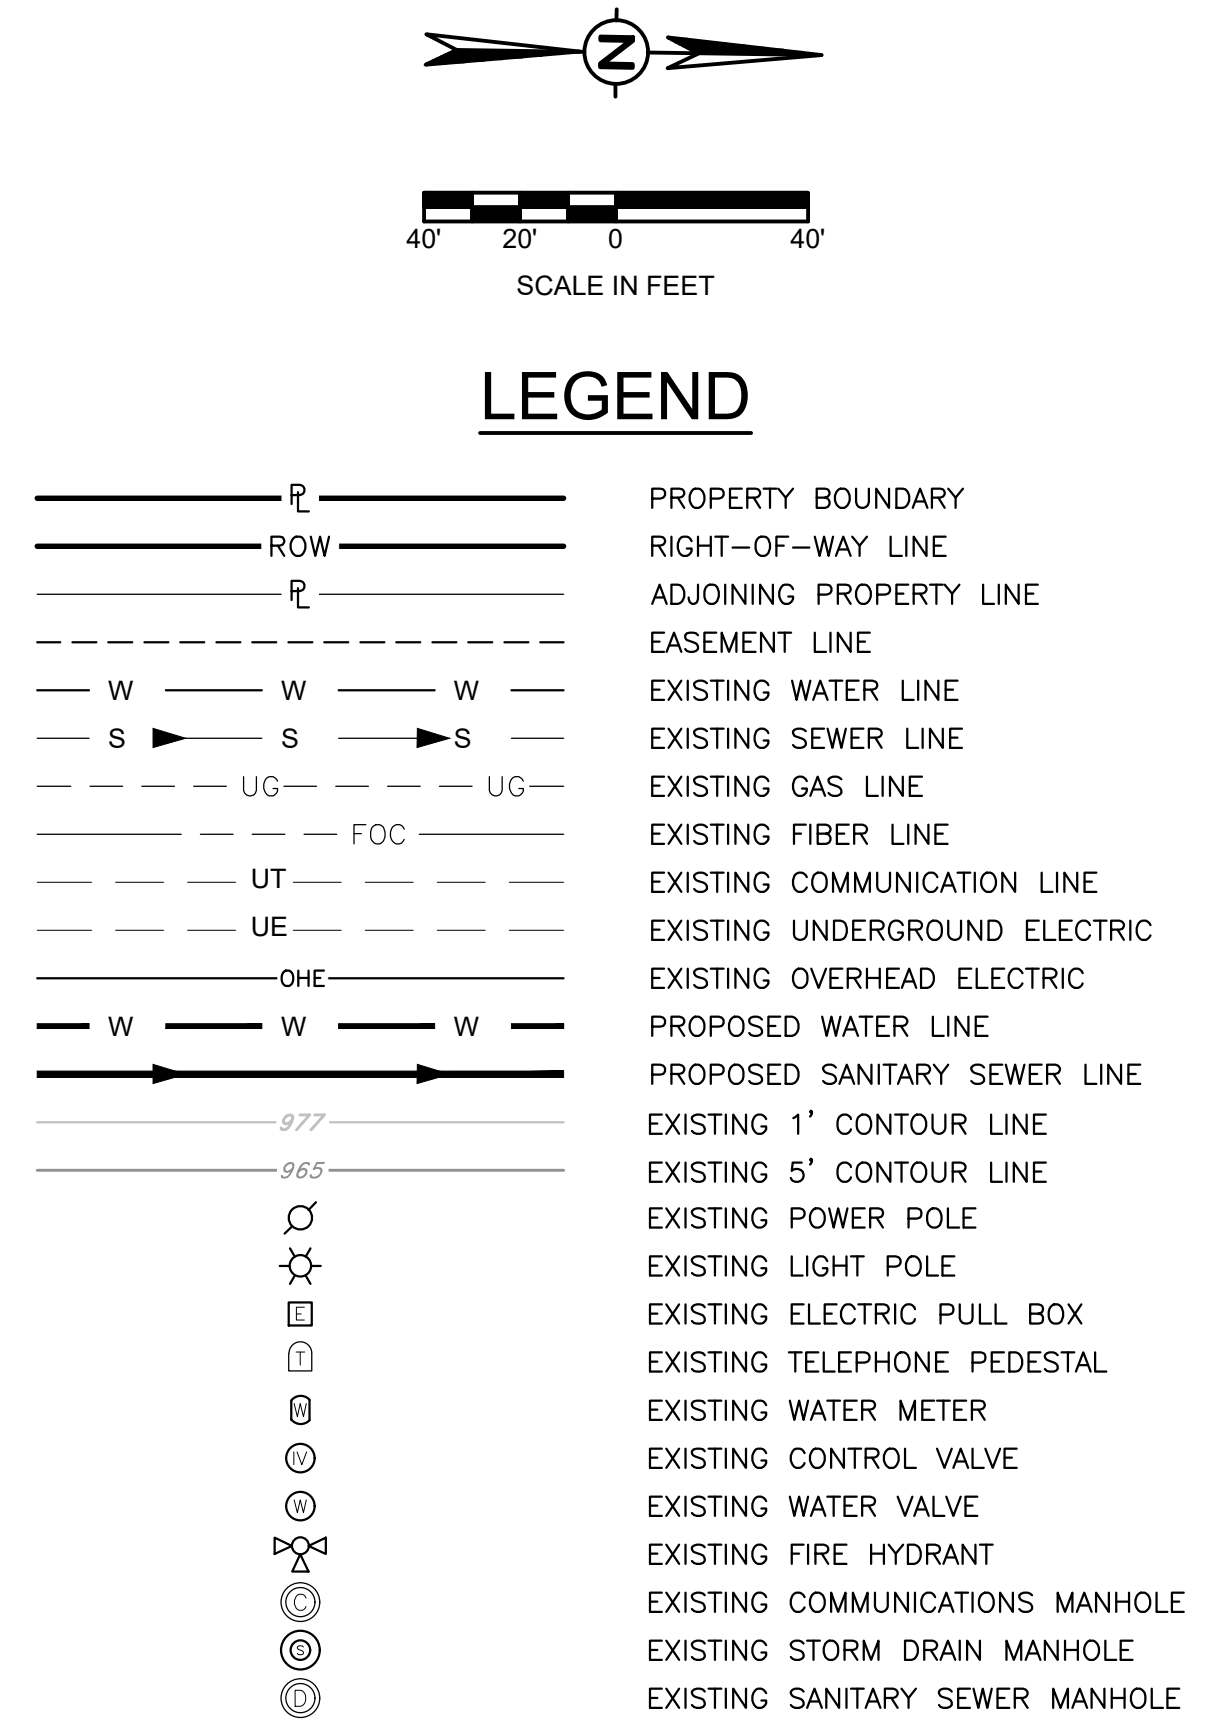 N
40' 20' 0 40'
SCALE IN FEET
LEGEND
PL PROPERTY BOUNDARY
ROW RIGHT-OF-WAY LINE
PL ADJOINING PROPERTY LINE
EASEMENT LINE
W W W EXISTING WATER LINE
S S S EXISTING SEWER LINE
UG UG EXISTING GAS LINE
FOC EXISTING FIBER LINE
UT EXISTING COMMUNICATION LINE
UE EXISTING UNDERGROUND ELECTRIC
OHE EXISTING OVERHEAD ELECTRIC
W W W PROPOSED WATER LINE
PROPOSED SANITARY SEWER LINE
977 EXISTING 1' CONTOUR LINE
965 EXISTING 5' CONTOUR LINE
EXISTING POWER POLE
EXISTING LIGHT POLE
E EXISTING ELECTRIC PULL BOX
T EXISTING TELEPHONE PEDESTAL
W EXISTING WATER METER
IV EXISTING CONTROL VALVE
W EXISTING WATER VALVE
EXISTING FIRE HYDRANT
C EXISTING COMMUNICATIONS MANHOLE
S EXISTING STORM DRAIN MANHOLE
D EXISTING SANITARY SEWER MANHOLE